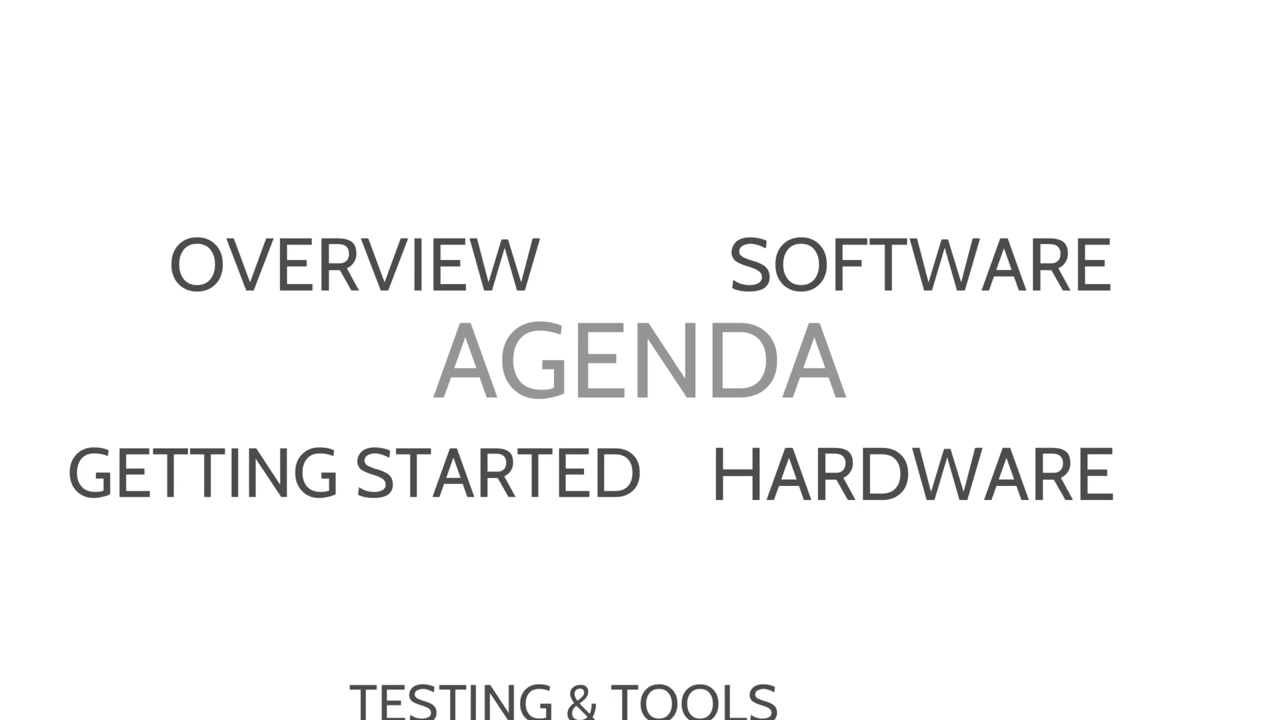 OVERVIEW SOFTWARE
AGENDA
GETTING STARTED HARDWARE
TESTING & TOOLS